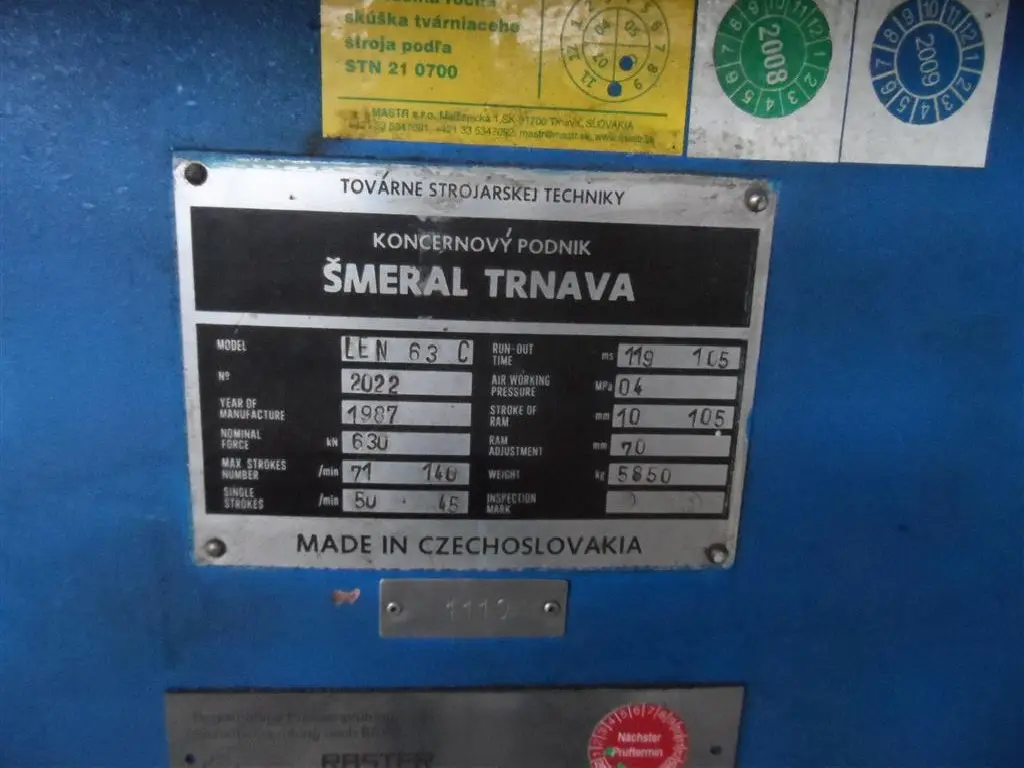 skúška tvárniaceho
stroja podľa
STN 21 0700
MASTR s.r.o.
SLOVAKIA
2008
2009
TOVÁRNE STROJÁRSKEJ TECHNIKY
KONCERNOVÝ PODNIK
ŠMERAL TRNAVA
MODEL LEN 63 C
Nº 2022
YEAR OF MANUFACTURE 1987
NOMINAL FORCE kN 630
MAX STROKES NUMBER /min 71 140
SINGLE STROKES /min 50 45
RUN-OUT TIME ms 119 105
AIR WORKING PRESSURE MPa 04
STROKE OF RAM mm 10 105
RAM ADJUSTMENT mm 70
WEIGHT kg 5850
INSPECTION MARK
MADE IN CZECHOSLOVAKIA
RASTER
Nächster
Prüftermin